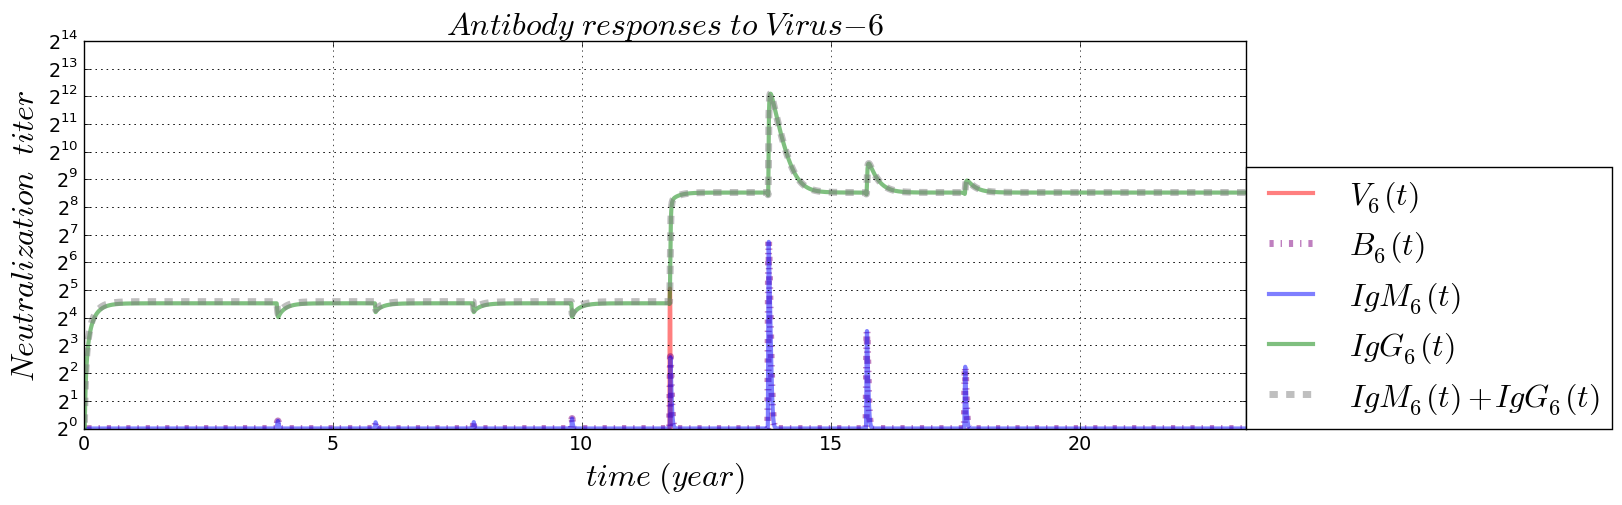 Antibody responses to Virus−6
Neutralization titer
2^14
2^13
2^12
2^11
2^10
2^9
2^8
2^7
2^6
2^5
2^4
2^3
2^2
2^1
2^0
0 5 10 15 20
time (year)
V_6(t)
B_6(t)
IgM_6(t)
IgG_6(t)
IgM_6(t)+IgG_6(t)